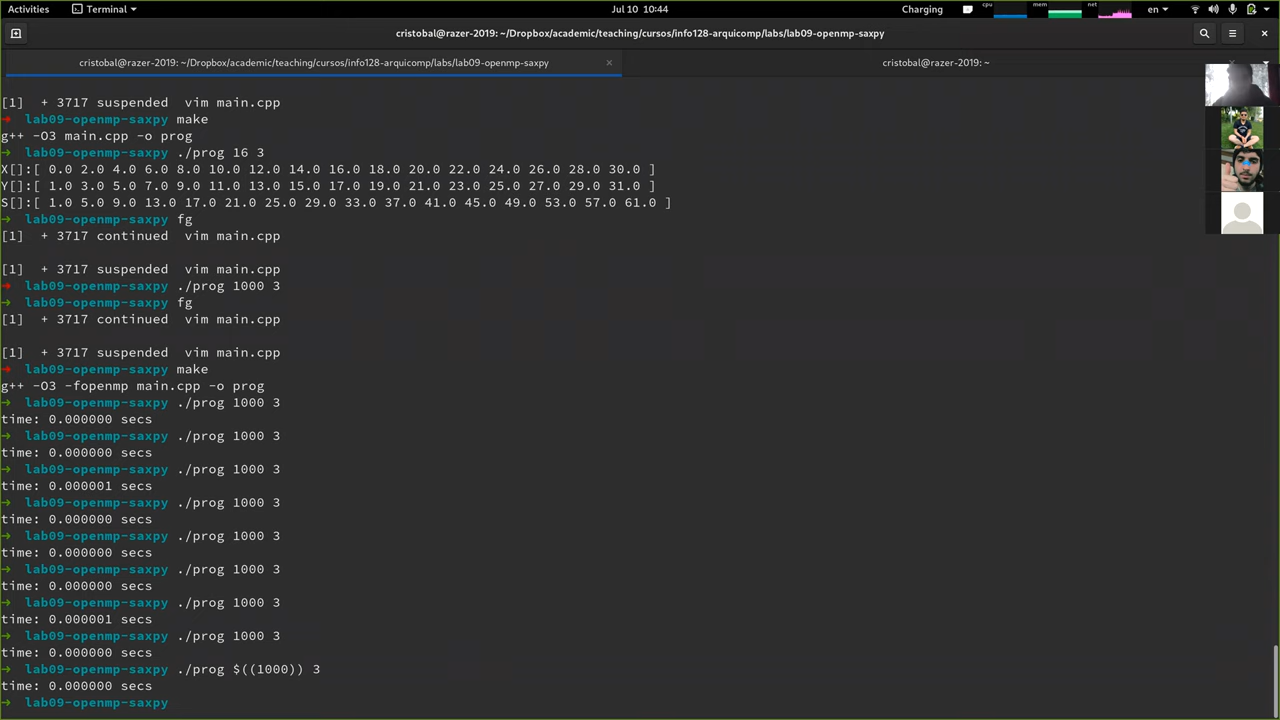 Activities Terminal Jul 10 10:44 Charging cpu mem net en
cristobal@razer-2019: ~/Dropbox/academic/teaching/cursos/info128-arquicomp/labs/lab09-openmp-saxpy
cristobal@razer-2019: ~/Dropbox/academic/teaching/cursos/info128-arquicomp/labs/lab09-openmp-saxpy × cristobal@razer-2019: ~
[1]  + 3717 suspended  vim main.cpp
➜  lab09-openmp-saxpy make
g++ -O3 main.cpp -o prog
➜  lab09-openmp-saxpy ./prog 16 3
X[]:[ 0.0 2.0 4.0 6.0 8.0 10.0 12.0 14.0 16.0 18.0 20.0 22.0 24.0 26.0 28.0 30.0 ]
Y[]:[ 1.0 3.0 5.0 7.0 9.0 11.0 13.0 15.0 17.0 19.0 21.0 23.0 25.0 27.0 29.0 31.0 ]
S[]:[ 1.0 5.0 9.0 13.0 17.0 21.0 25.0 29.0 33.0 37.0 41.0 45.0 49.0 53.0 57.0 61.0 ]
➜  lab09-openmp-saxpy fg
[1]  + 3717 continued  vim main.cpp
[1]  + 3717 suspended  vim main.cpp
➜  lab09-openmp-saxpy ./prog 1000 3
➜  lab09-openmp-saxpy fg
[1]  + 3717 continued  vim main.cpp
[1]  + 3717 suspended  vim main.cpp
➜  lab09-openmp-saxpy make
g++ -O3 -fopenmp main.cpp -o prog
➜  lab09-openmp-saxpy ./prog 1000 3
time: 0.000000 secs
➜  lab09-openmp-saxpy ./prog 1000 3
time: 0.000000 secs
➜  lab09-openmp-saxpy ./prog 1000 3
time: 0.000001 secs
➜  lab09-openmp-saxpy ./prog 1000 3
time: 0.000000 secs
➜  lab09-openmp-saxpy ./prog 1000 3
time: 0.000000 secs
➜  lab09-openmp-saxpy ./prog 1000 3
time: 0.000000 secs
➜  lab09-openmp-saxpy ./prog 1000 3
time: 0.000001 secs
➜  lab09-openmp-saxpy ./prog 1000 3
time: 0.000000 secs
➜  lab09-openmp-saxpy ./prog $((1000)) 3
time: 0.000000 secs
➜  lab09-openmp-saxpy